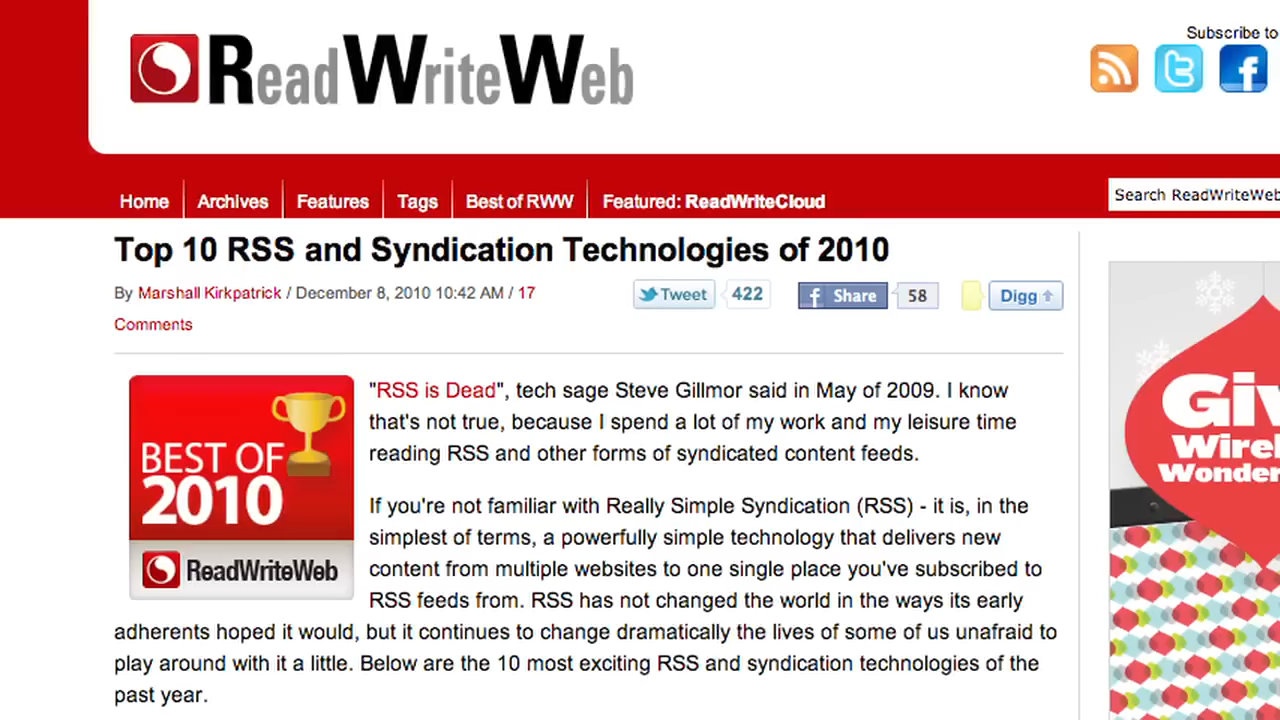 Subscribe to
ReadWriteWeb
Home
Archives
Features
Tags
Best of RWW
Featured: ReadWriteCloud
Search ReadWriteWeb
Top 10 RSS and Syndication Technologies of 2010
By Marshall Kirkpatrick / December 8, 2010 10:42 AM / 17
Comments
Tweet
422
Share
58
Digg
BEST OF
2010
ReadWriteWeb
"RSS is Dead", tech sage Steve Gillmor said in May of 2009. I know
that's not true, because I spend a lot of my work and my leisure time
reading RSS and other forms of syndicated content feeds.
If you're not familiar with Really Simple Syndication (RSS) - it is, in the
simplest of terms, a powerfully simple technology that delivers new
content from multiple websites to one single place you've subscribed to
RSS feeds from. RSS has not changed the world in the ways its early
adherents hoped it would, but it continues to change dramatically the lives of some of us unafraid to
play around with it a little. Below are the 10 most exciting RSS and syndication technologies of the
past year.